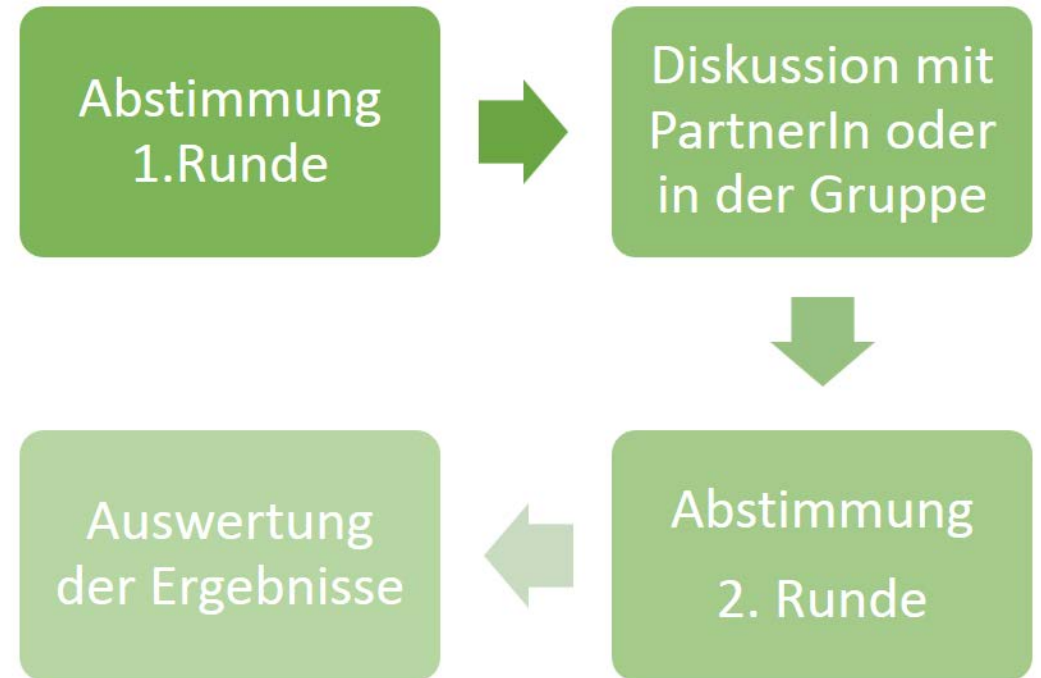 Abstimmung
1.Runde
Diskussion mit
PartnerIn oder
in der Gruppe
Abstimmung
2. Runde
Auswertung
der Ergebnisse